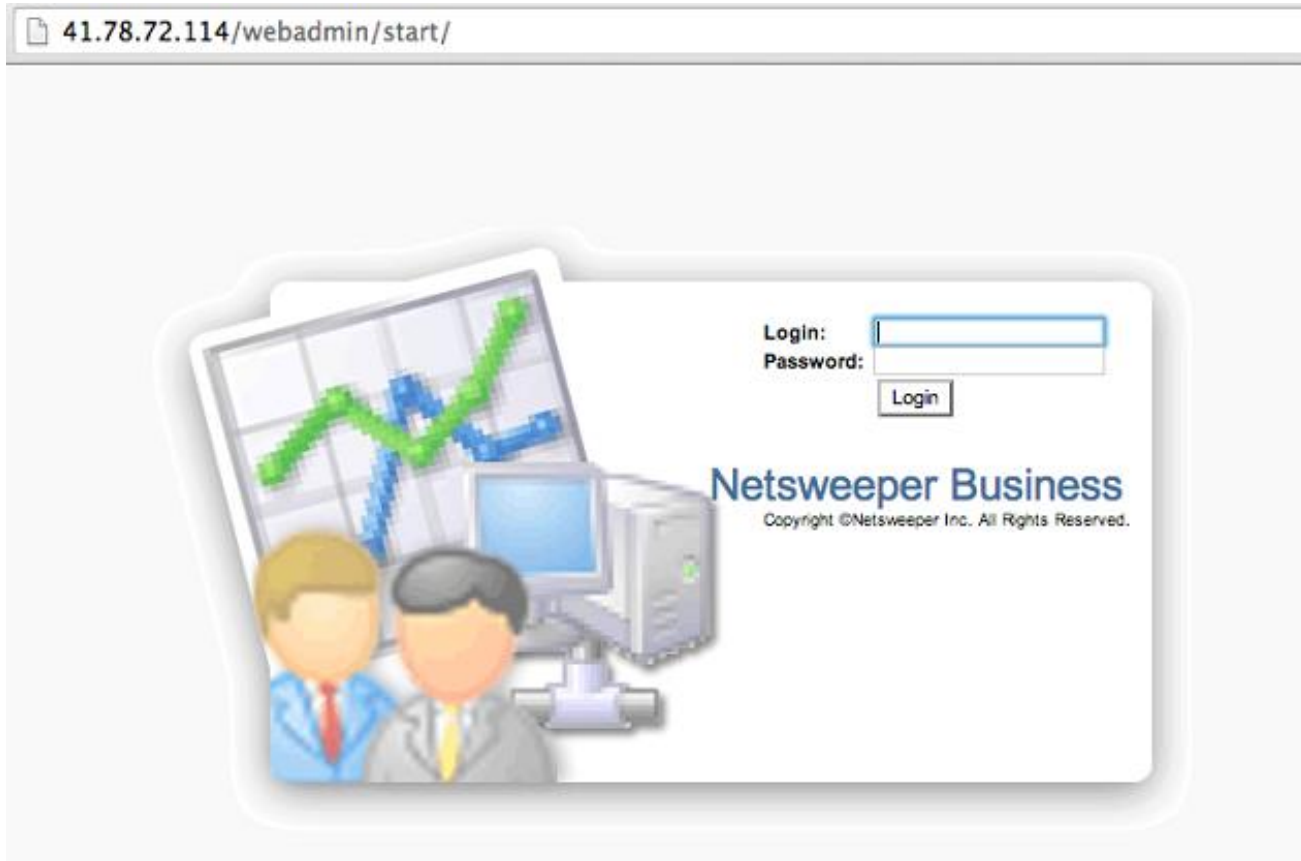 41.78.72.114/webadmin/start/
Login:
Password:
Login
Netsweeper Business
Copyright ©Netsweeper Inc. All Rights Reserved.